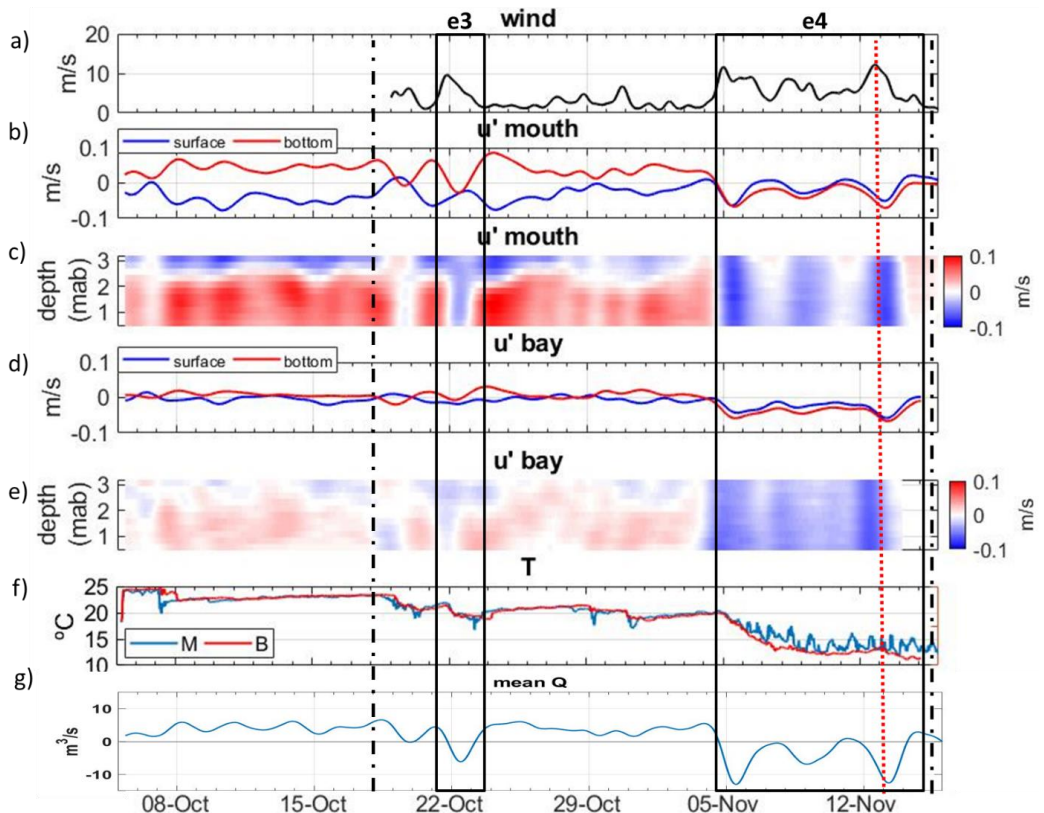 e3
e4
wind
a)
20
10
0
m/s
u' mouth
b)
surface
bottom
0.1
0
-0.1
m/s
u' mouth
c)
3
2
1
depth
(mab)
0.1
0
-0.1
m/s
u' bay
d)
surface
bottom
0.1
0
-0.1
m/s
u' bay
e)
3
2
1
depth
(mab)
0.1
0
-0.1
m/s
T
f)
25
20
15
10
ºC
M
B
mean Q
g)
10
0
-10
m³/s
08-Oct
15-Oct
22-Oct
29-Oct
05-Nov
12-Nov